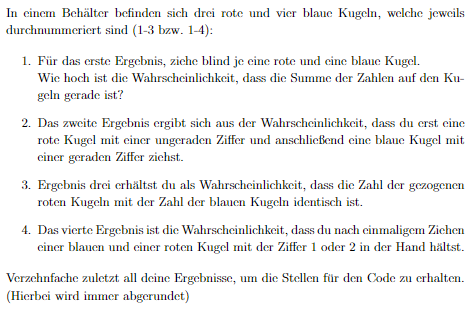 In einem Behälter befinden sich drei rote und vier blaue Kugeln, welche jeweils
durchnummeriert sind (1-3 bzw. 1-4):
1. Für das erste Ergebnis, ziehe blind je eine rote und eine blaue Kugel.
Wie hoch ist die Wahrscheinlichkeit, dass die Summe der Zahlen auf den Ku-
geln gerade ist?
2. Das zweite Ergebnis ergibt sich aus der Wahrscheinlichkeit, dass du erst eine
rote Kugel mit einer ungeraden Ziffer und anschließend eine blaue Kugel mit
einer geraden Ziffer ziehst.
3. Ergebnis drei erhältst du als Wahrscheinlichkeit, dass die Zahl der gezogenen
roten Kugeln mit der Zahl der blauen Kugeln identisch ist.
4. Das vierte Ergebnis ist die Wahrscheinlichkeit, dass du nach einmaligem Ziehen
einer blauen und einer roten Kugel mit der Ziffer 1 oder 2 in der Hand hältst.
Verzehnfache zuletzt all deine Ergebnisse, um die Stellen für den Code zu erhalten.
(Hierbei wird immer abgerundet)